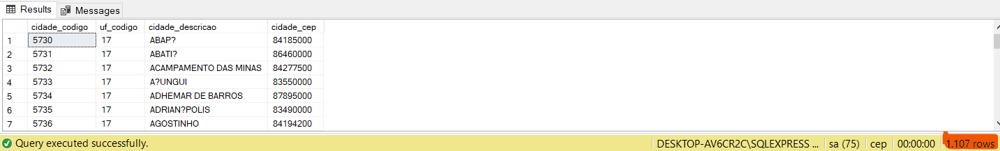 Results Messages
cidade_codigo uf_codigo cidade_descricao cidade_cep
1 5730 17 ABAP? 84185000
2 5731 17 ABATI? 86460000
3 5732 17 ACAMPAMENTO DAS MINAS 84277500
4 5733 17 A?UNGUI 83550000
5 5734 17 ADHEMAR DE BARROS 87895000
6 5735 17 ADRIAN?POLIS 83490000
7 5736 17 AGOSTINHO 84194200
Query executed successfully. DESKTOP-AV6CR2C\SQLEXPRESS ... sa (75) cep 00:00:00 1.107 rows